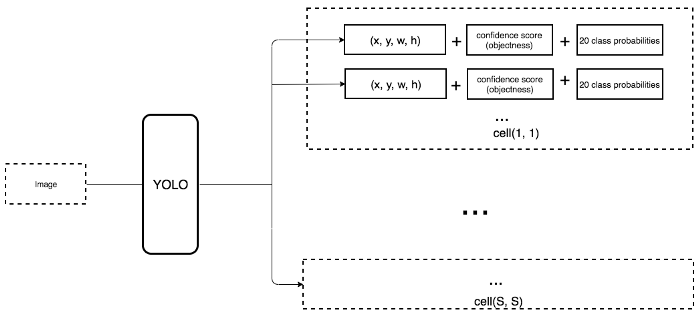 (x, y, w, h) + confidence score (objectness) + 20 class probabilities
(x, y, w, h) + confidence score (objectness) + 20 class probabilities
...
cell(1, 1)
Image
YOLO
...
...
cell(S, S)